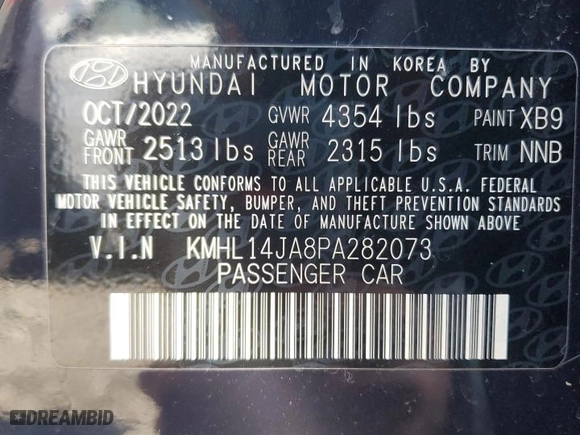 MANUFACTURED IN KOREA BY
HYUNDAI MOTOR COMPANY
OCT/2022 GVWR 4354 lbs PAINT XB9
GAWR FRONT 2513 lbs GAWR REAR 2315 lbs TRIM NNB
THIS VEHICLE CONFORMS TO ALL APPLICABLE U.S.A. FEDERAL
MOTOR VEHICLE SAFETY, BUMPER, AND THEFT PREVENTION STANDARDS
IN EFFECT ON THE DATE OF MANUFACTURE SHOWN ABOVE
V.I.N KMHL14JA8PA282073
PASSENGER CAR
DREAMBID